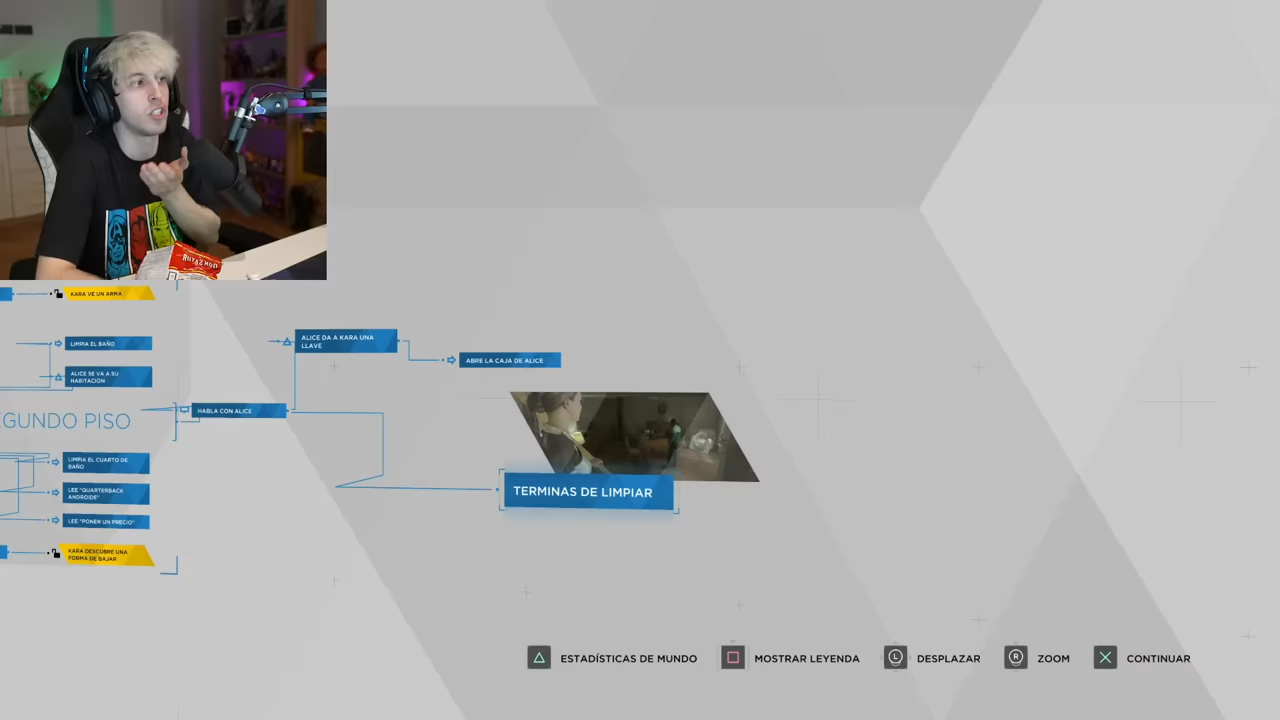 KARA VE UN ARMA
LIMPIA EL BAÑO
ALICE SE VA A SU
HABITACIÓN
EGUNDO PISO
HABLA CON ALICE
ALICE DA A KARA UNA
LLAVE
ABRE LA CAJA DE ALICE
LIMPIA EL CUARTO DE
BAÑO
LEE "QUARTERBACK
ANDROIDE"
LEE "PONER UN PRECIO"
KARA DESCUBRE UNA
FORMA DE BAJAR
TERMINAS DE LIMPIAR
ESTADÍSTICAS DE MUNDO
MOSTRAR LEYENDA
L
DESPLAZAR
R
ZOOM
CONTINUAR